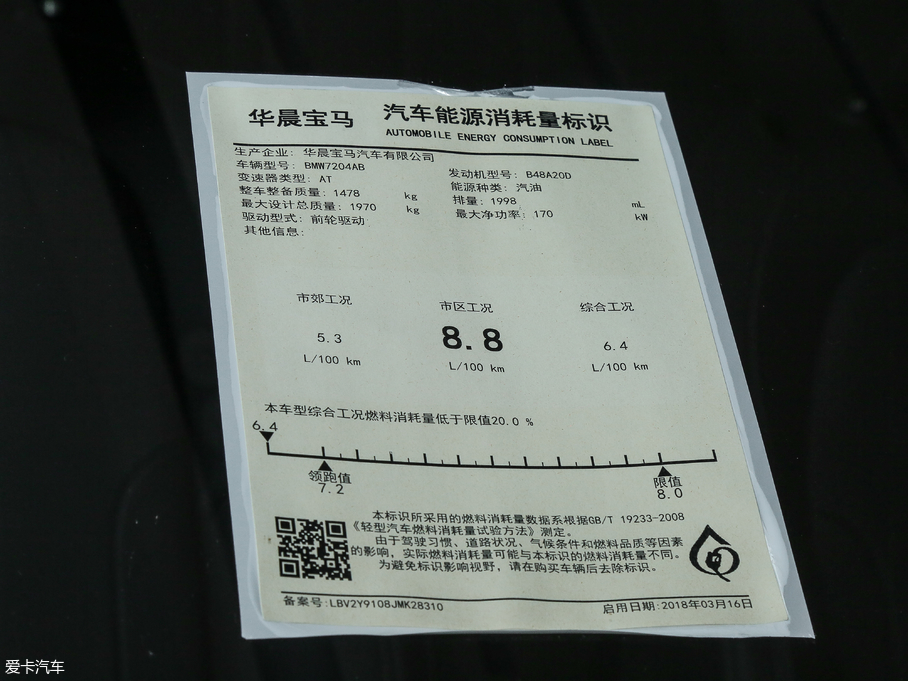 华晨宝马 汽车能源消耗量标识
AUTOMOBILE ENERGY CONSUMPTION LABEL
生产企业: 华晨宝马汽车有限公司
车辆型号: BMW7204AB 发动机型号: B48A20D
变速器类型: AT 能源种类: 汽油
整车整备质量: 1478 kg 排量: 1998 mL
最大设计总质量: 1970 kg 最大净功率: 170 kW
驱动型式: 前轮驱动
其他信息:
市郊工况 市区工况 综合工况
5.3 8.8 6.4
L/100 km L/100 km L/100 km
本车型综合工况燃料消耗量低于限值20.0 %
6.4
领跑值 限值
7.2 8.0
本标识所采用的燃料消耗量数据系根据GB/T 19233-2008
《轻型汽车燃料消耗量试验方法》测定。
由于驾驶习惯、道路状况、气候条件和燃料品质等因素
的影响, 实际燃料消耗量可能与本标识的燃料消耗量不同。
为避免标识影响视野, 请在购买车辆后去除标识。
备案号:LBV2Y9108JMK28310 启用日期:2018年03月16日
爱卡汽车